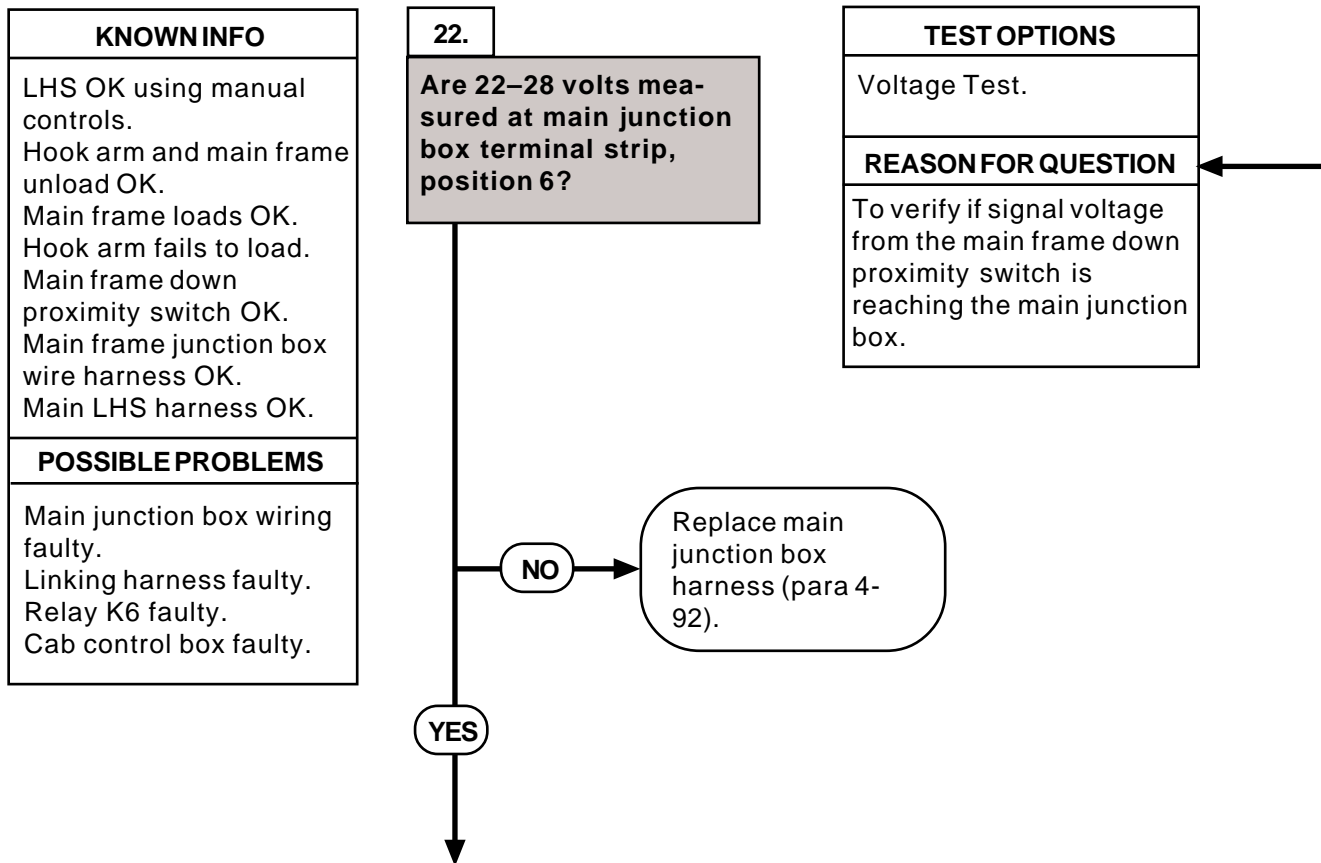 KNOWN INFO
LHS OK using manual
controls.
Hook arm and main frame
unload OK.
Main frame loads OK.
Hook arm fails to load.
Main frame down
proximity switch OK.
Main frame junction box
wire harness OK.
Main LHS harness OK.
POSSIBLE PROBLEMS
Main junction box wiring
faulty.
Linking harness faulty.
Relay K6 faulty.
Cab control box faulty.
22.
Are 22–28 volts mea-
sured at main junction
box terminal strip,
position 6?
NO
Replace main
junction box
harness (para 4-
92).
YES
TEST OPTIONS
Voltage Test.
REASON FOR QUESTION
To verify if signal voltage
from the main frame down
proximity switch is
reaching the main junction
box.